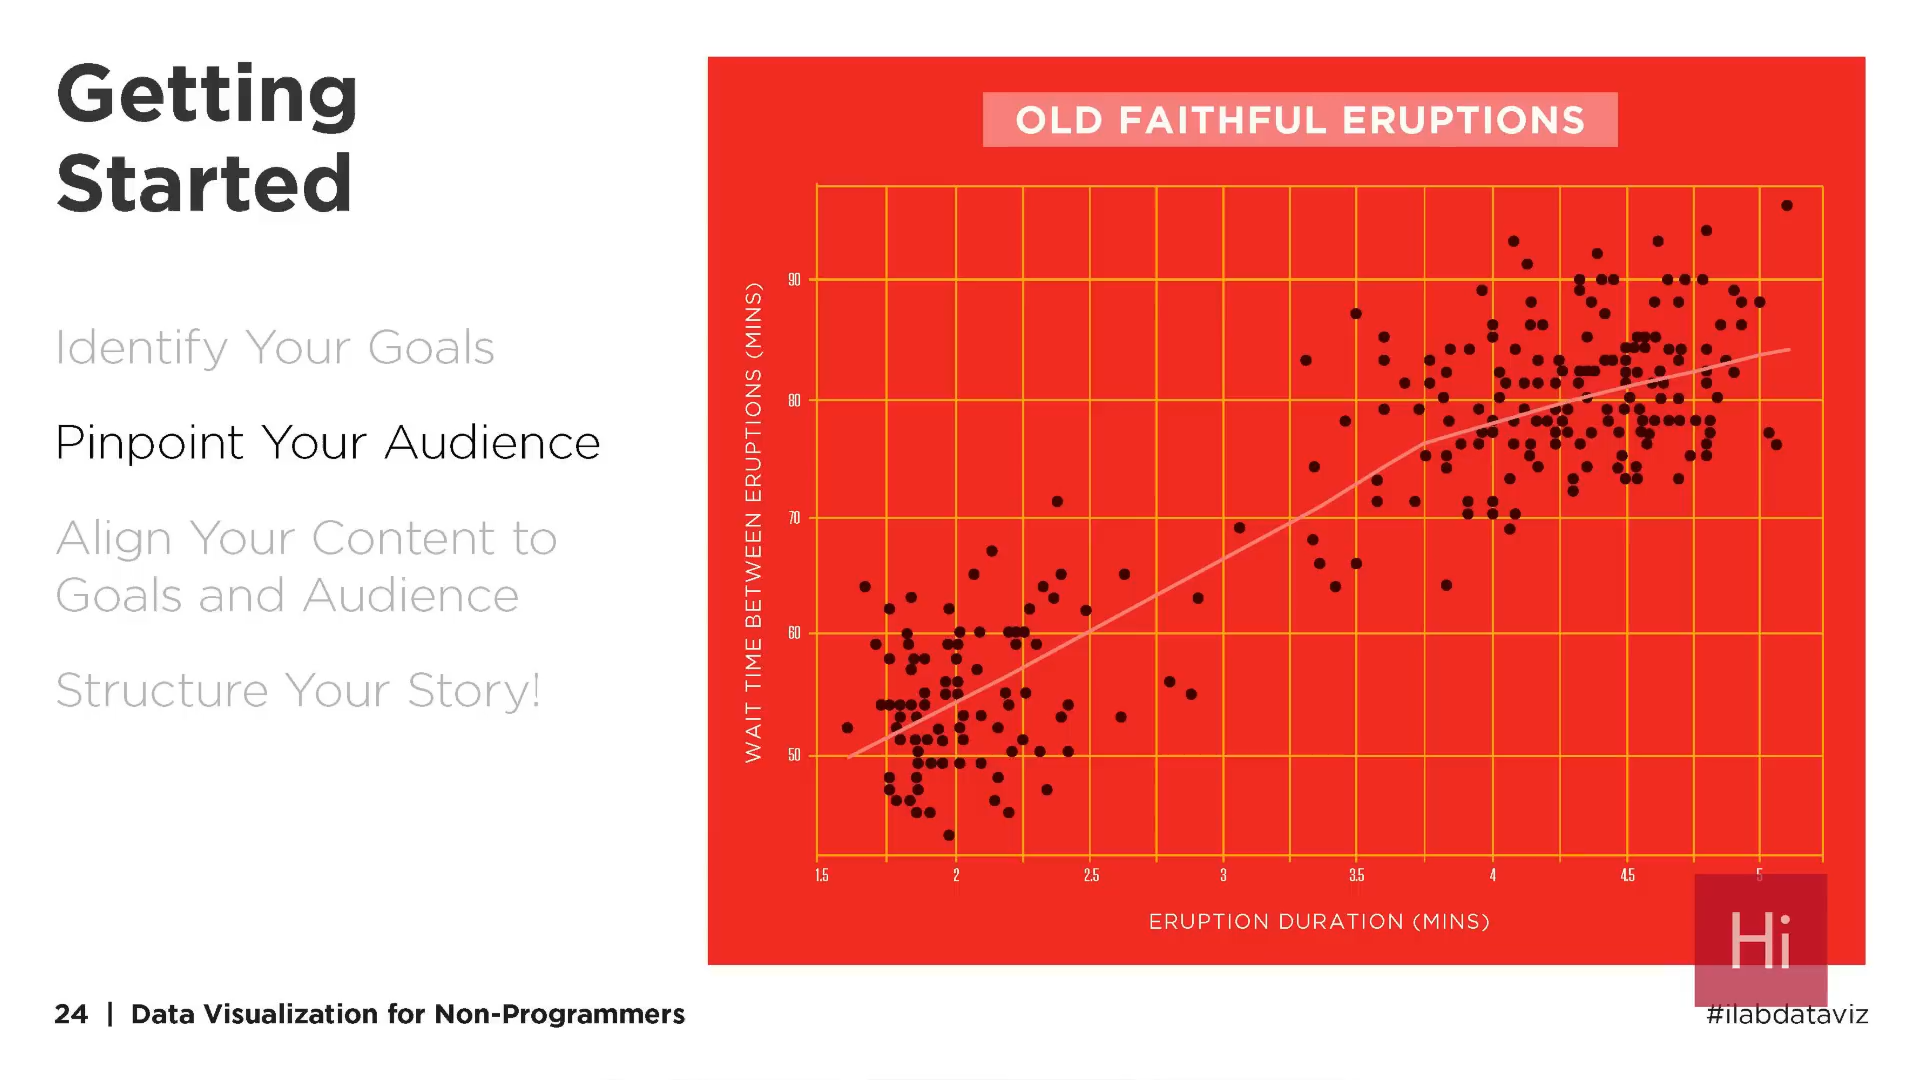 Getting
Started
Identify Your Goals
Pinpoint Your Audience
Align Your Content to
Goals and Audience
Structure Your Story!
OLD FAITHFUL ERUPTIONS
WAIT TIME BETWEEN ERUPTIONS (MINS)
90
80
70
60
50
1.5 2 2.5 3 3.5 4 4.5 5
ERUPTION DURATION (MINS)
Hi
24 | Data Visualization for Non-Programmers
#ilabdataviz